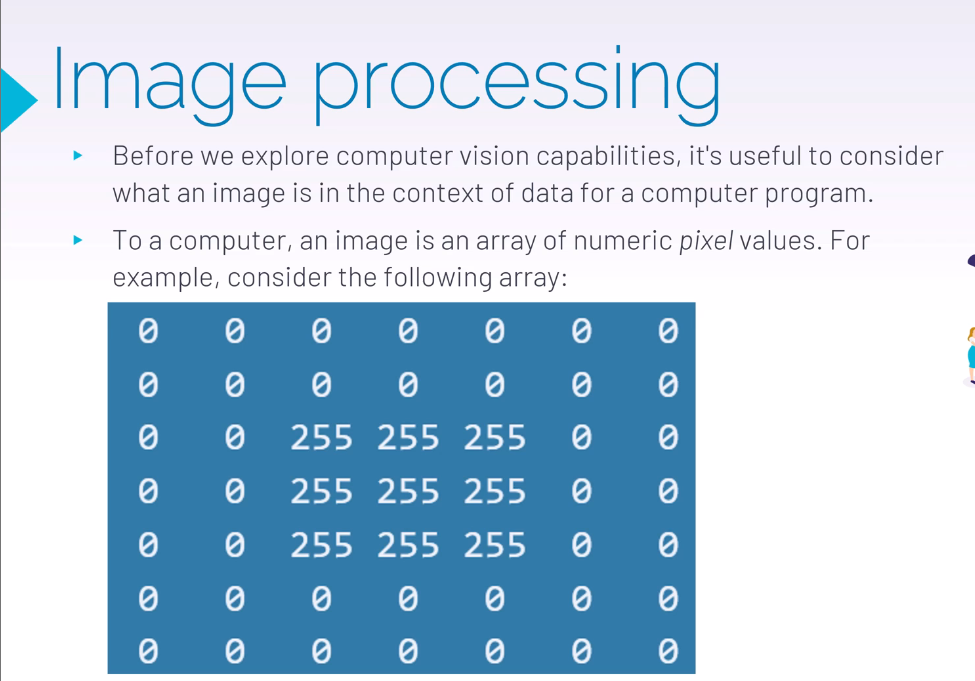 Image processing
Before we explore computer vision capabilities, it's useful to consider
what an image is in the context of data for a computer program.
To a computer, an image is an array of numeric pixel values. For
example, consider the following array:
0 0 0 0 0 0 0
0 0 0 0 0 0 0
0 0 255 255 255 0 0
0 0 255 255 255 0 0
0 0 255 255 255 0 0
0 0 0 0 0 0 0
0 0 0 0 0 0 0